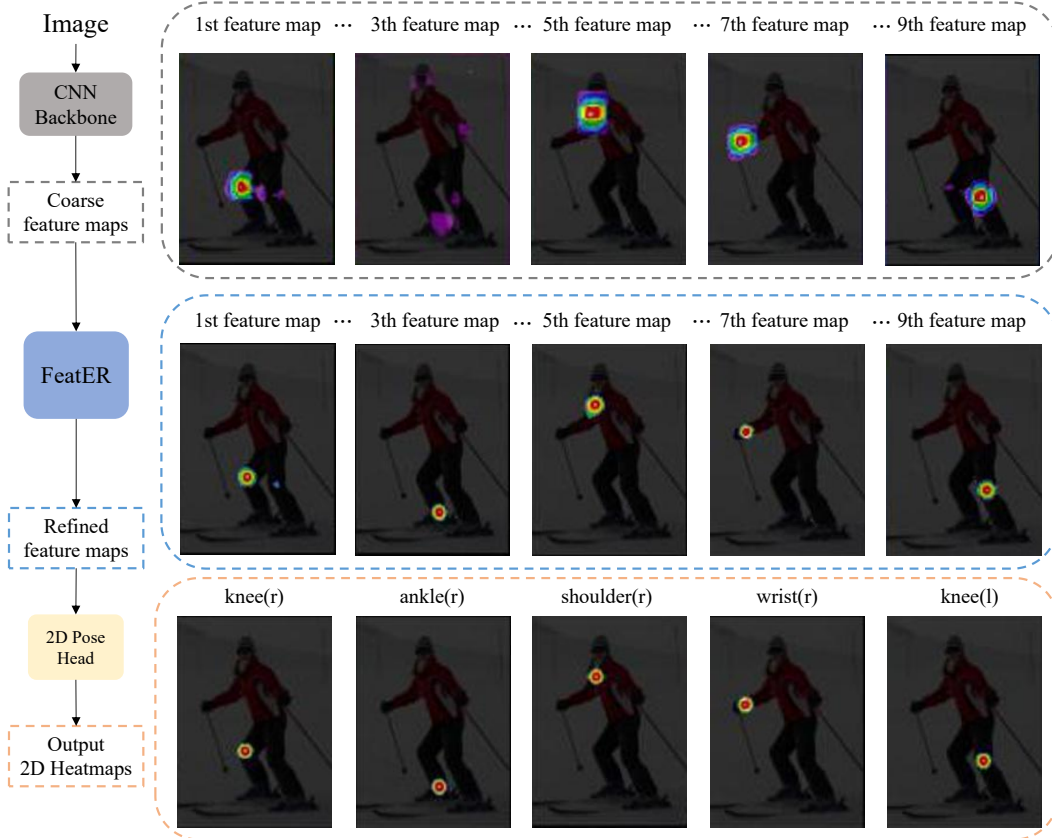 Image
CNN
Backbone
Coarse
feature maps
FeatER
Refined
feature maps
2D Pose
Head
Output
2D Heatmaps
1st feature map ... 3th feature map ... 5th feature map ... 7th feature map ... 9th feature map
1st feature map ... 3th feature map ... 5th feature map ... 7th feature map ... 9th feature map
knee(r) ankle(r) shoulder(r) wrist(r) knee(l)